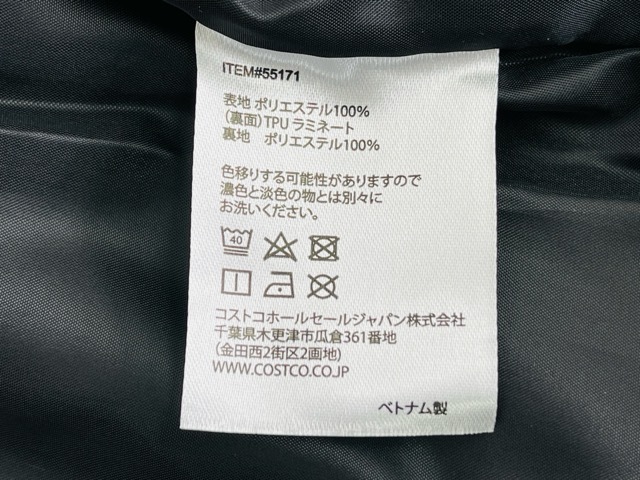 ITEM#55171
表地 ポリエステル100%
(裏面)TPU ラミネート
裏地 ポリエステル100%
色移りする可能性がありますので
濃色と淡色の物とは別々に
お洗いください。
40
コストコホールセールジャパン株式会社
千葉県木更津市瓜倉361番地
(金田西2街区2画地)
WWW.COSTCO.CO.JP
ベトナム製